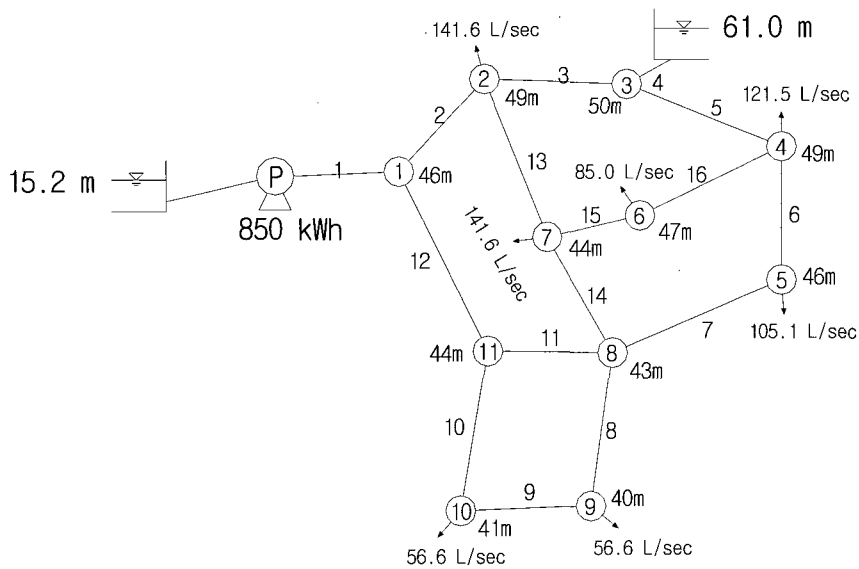 141.6 L/sec
61.0 m
2
3
3
4
49m
50m
5
121.5 L/sec
2
4
49m
15.2 m
P
1
1
46m
13
85.0 L/sec
16
850 kWh
15
6
47m
6
141.6 L/sec
7
44m
12
14
5
46m
7
105.1 L/sec
44m
11
11
8
43m
10
8
9
10
41m
9
40m
56.6 L/sec
56.6 L/sec